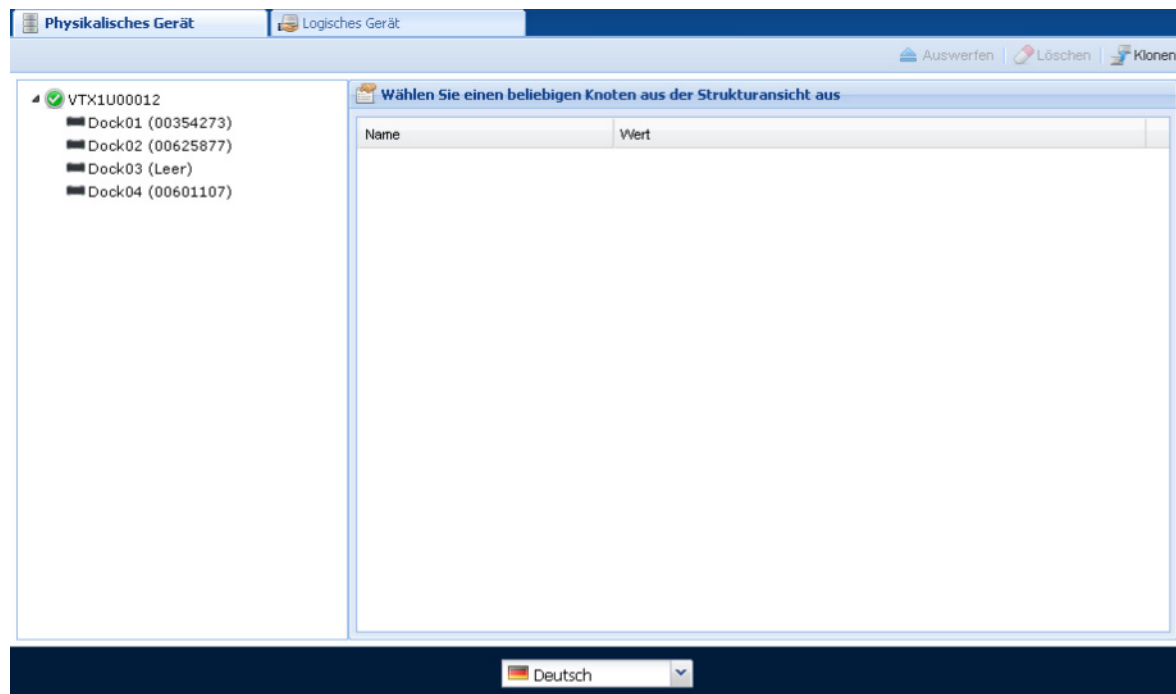 Physikalisches Gerät
Logisches Gerät
Auswerfen
Löschen
Klonen
VTX1U00012
Dock01 (00354273)
Dock02 (00625877)
Dock03 (Leer)
Dock04 (00601107)
Wählen Sie einen beliebigen Knoten aus der Strukturansicht aus
Name
Wert
Deutsch